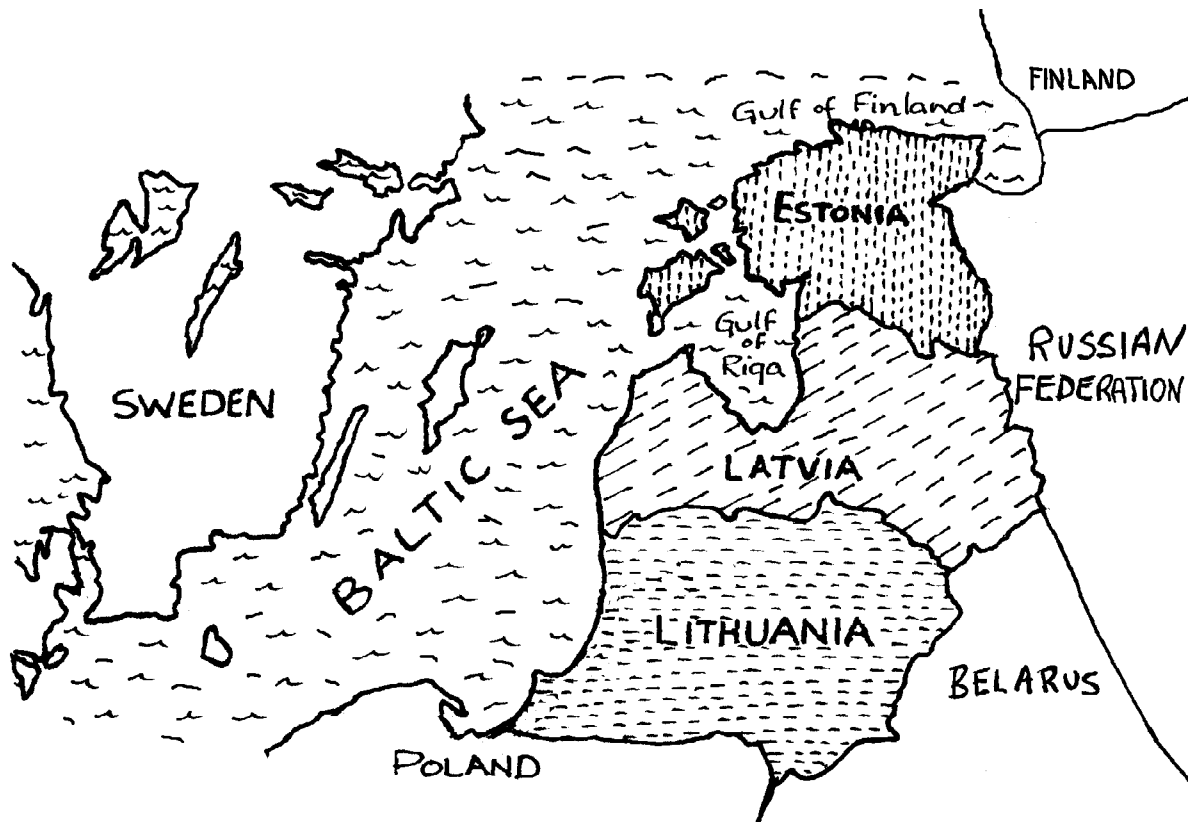 FINLAND
Gulf of Finland
ESTONIA
Gulf
of
Riga
RUSSIAN
FEDERATION
SWEDEN
BALTIC SEA
LATVIA
LITHUANIA
BELARUS
POLAND